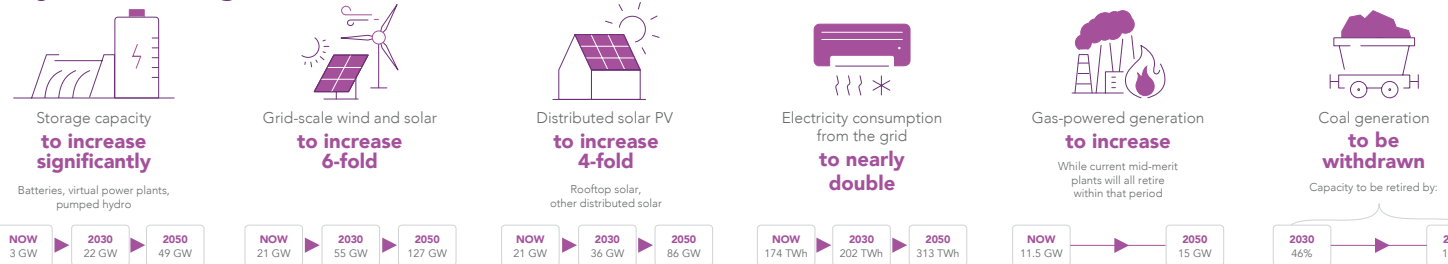 Storage capacity
to increase
significantly
Batteries, virtual power plants,
pumped hydro
NOW
3 GW
2030
22 GW
2050
49 GW
Grid-scale wind and solar
to increase
6-fold
NOW
21 GW
2030
55 GW
2050
127 GW
Distributed solar PV
to increase
4-fold
Rooftop solar,
other distributed solar
NOW
21 GW
2030
36 GW
2050
86 GW
Electricity consumption
from the grid
to nearly
double
NOW
174 TWh
2030
202 TWh
2050
313 TWh
Gas-powered generation
to increase
While current mid-merit
plants will all retire
within that period
NOW
11.5 GW
2050
15 GW
Coal generation
to be
withdrawn
Capacity to be retired by:
2030
46%